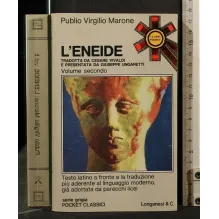 Publio Virgilio Marone
L'ENEIDE
TRADOTTA DA CESARE VIVALDI
E PRESENTATA DA GIUSEPPE UNGARETTI
Volume secondo
Testo latino a fronte e la traduzione
più aderente al linguaggio moderno,
già adottata da parecchi licei
serie grigia
POCKET CLASSICI
Longanesi & C.